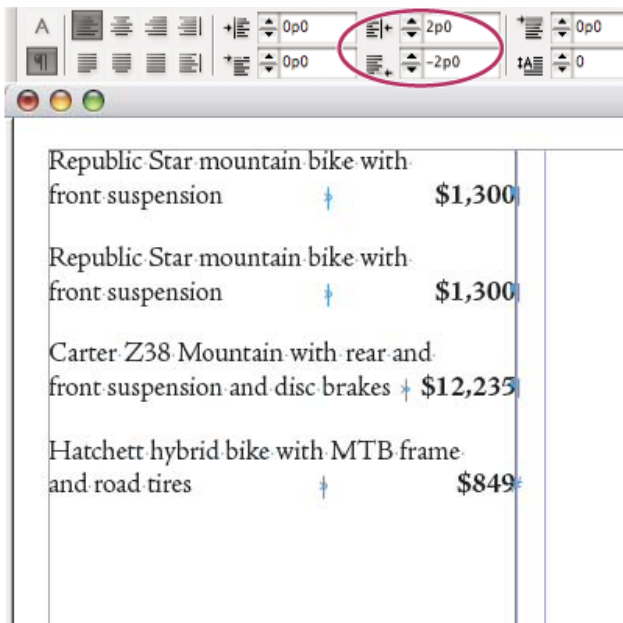 A 0p0 2p0 0p0
¶ 0p0 -2p0 A 0
Republic Star mountain bike with
front suspension $1,300
Republic Star mountain bike with
front suspension $1,300
Carter Z38 Mountain with rear and
front suspension and disc brakes $12,235
Hatchett hybrid bike with MTB frame
and road tires $849